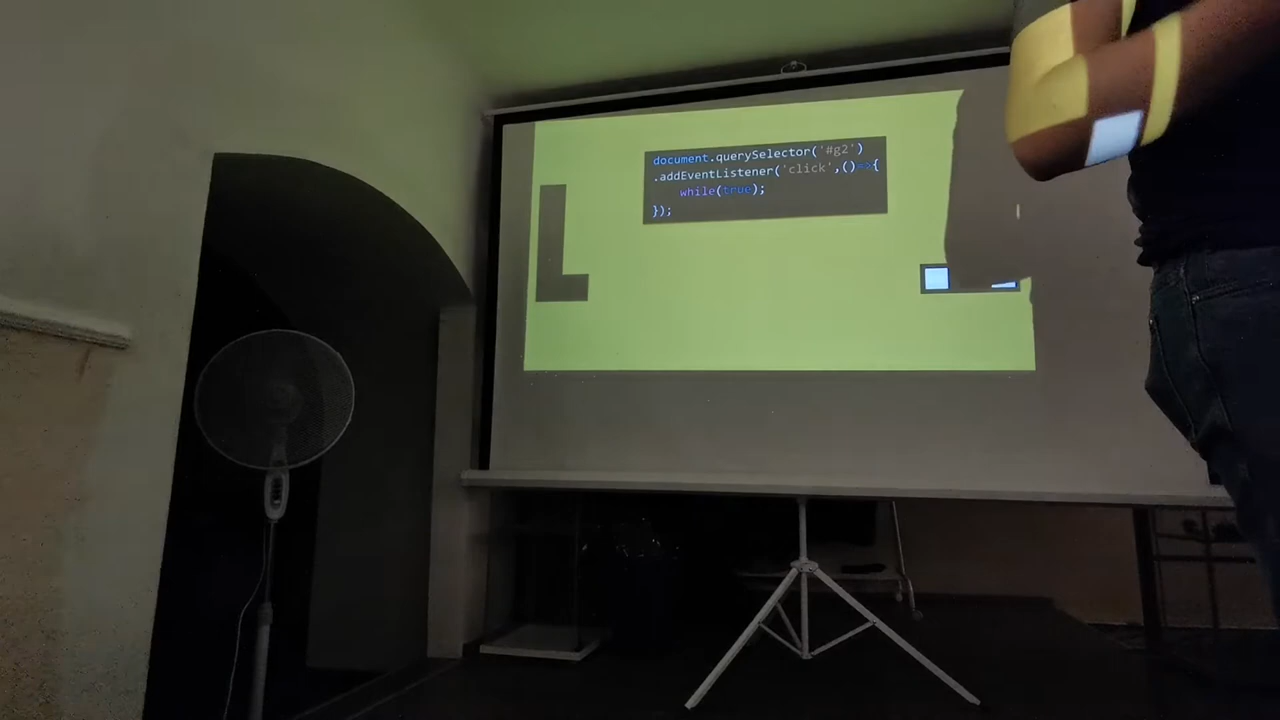 document.querySelector('#g2')
.addEventListener('click',()=>{
while(true);
});